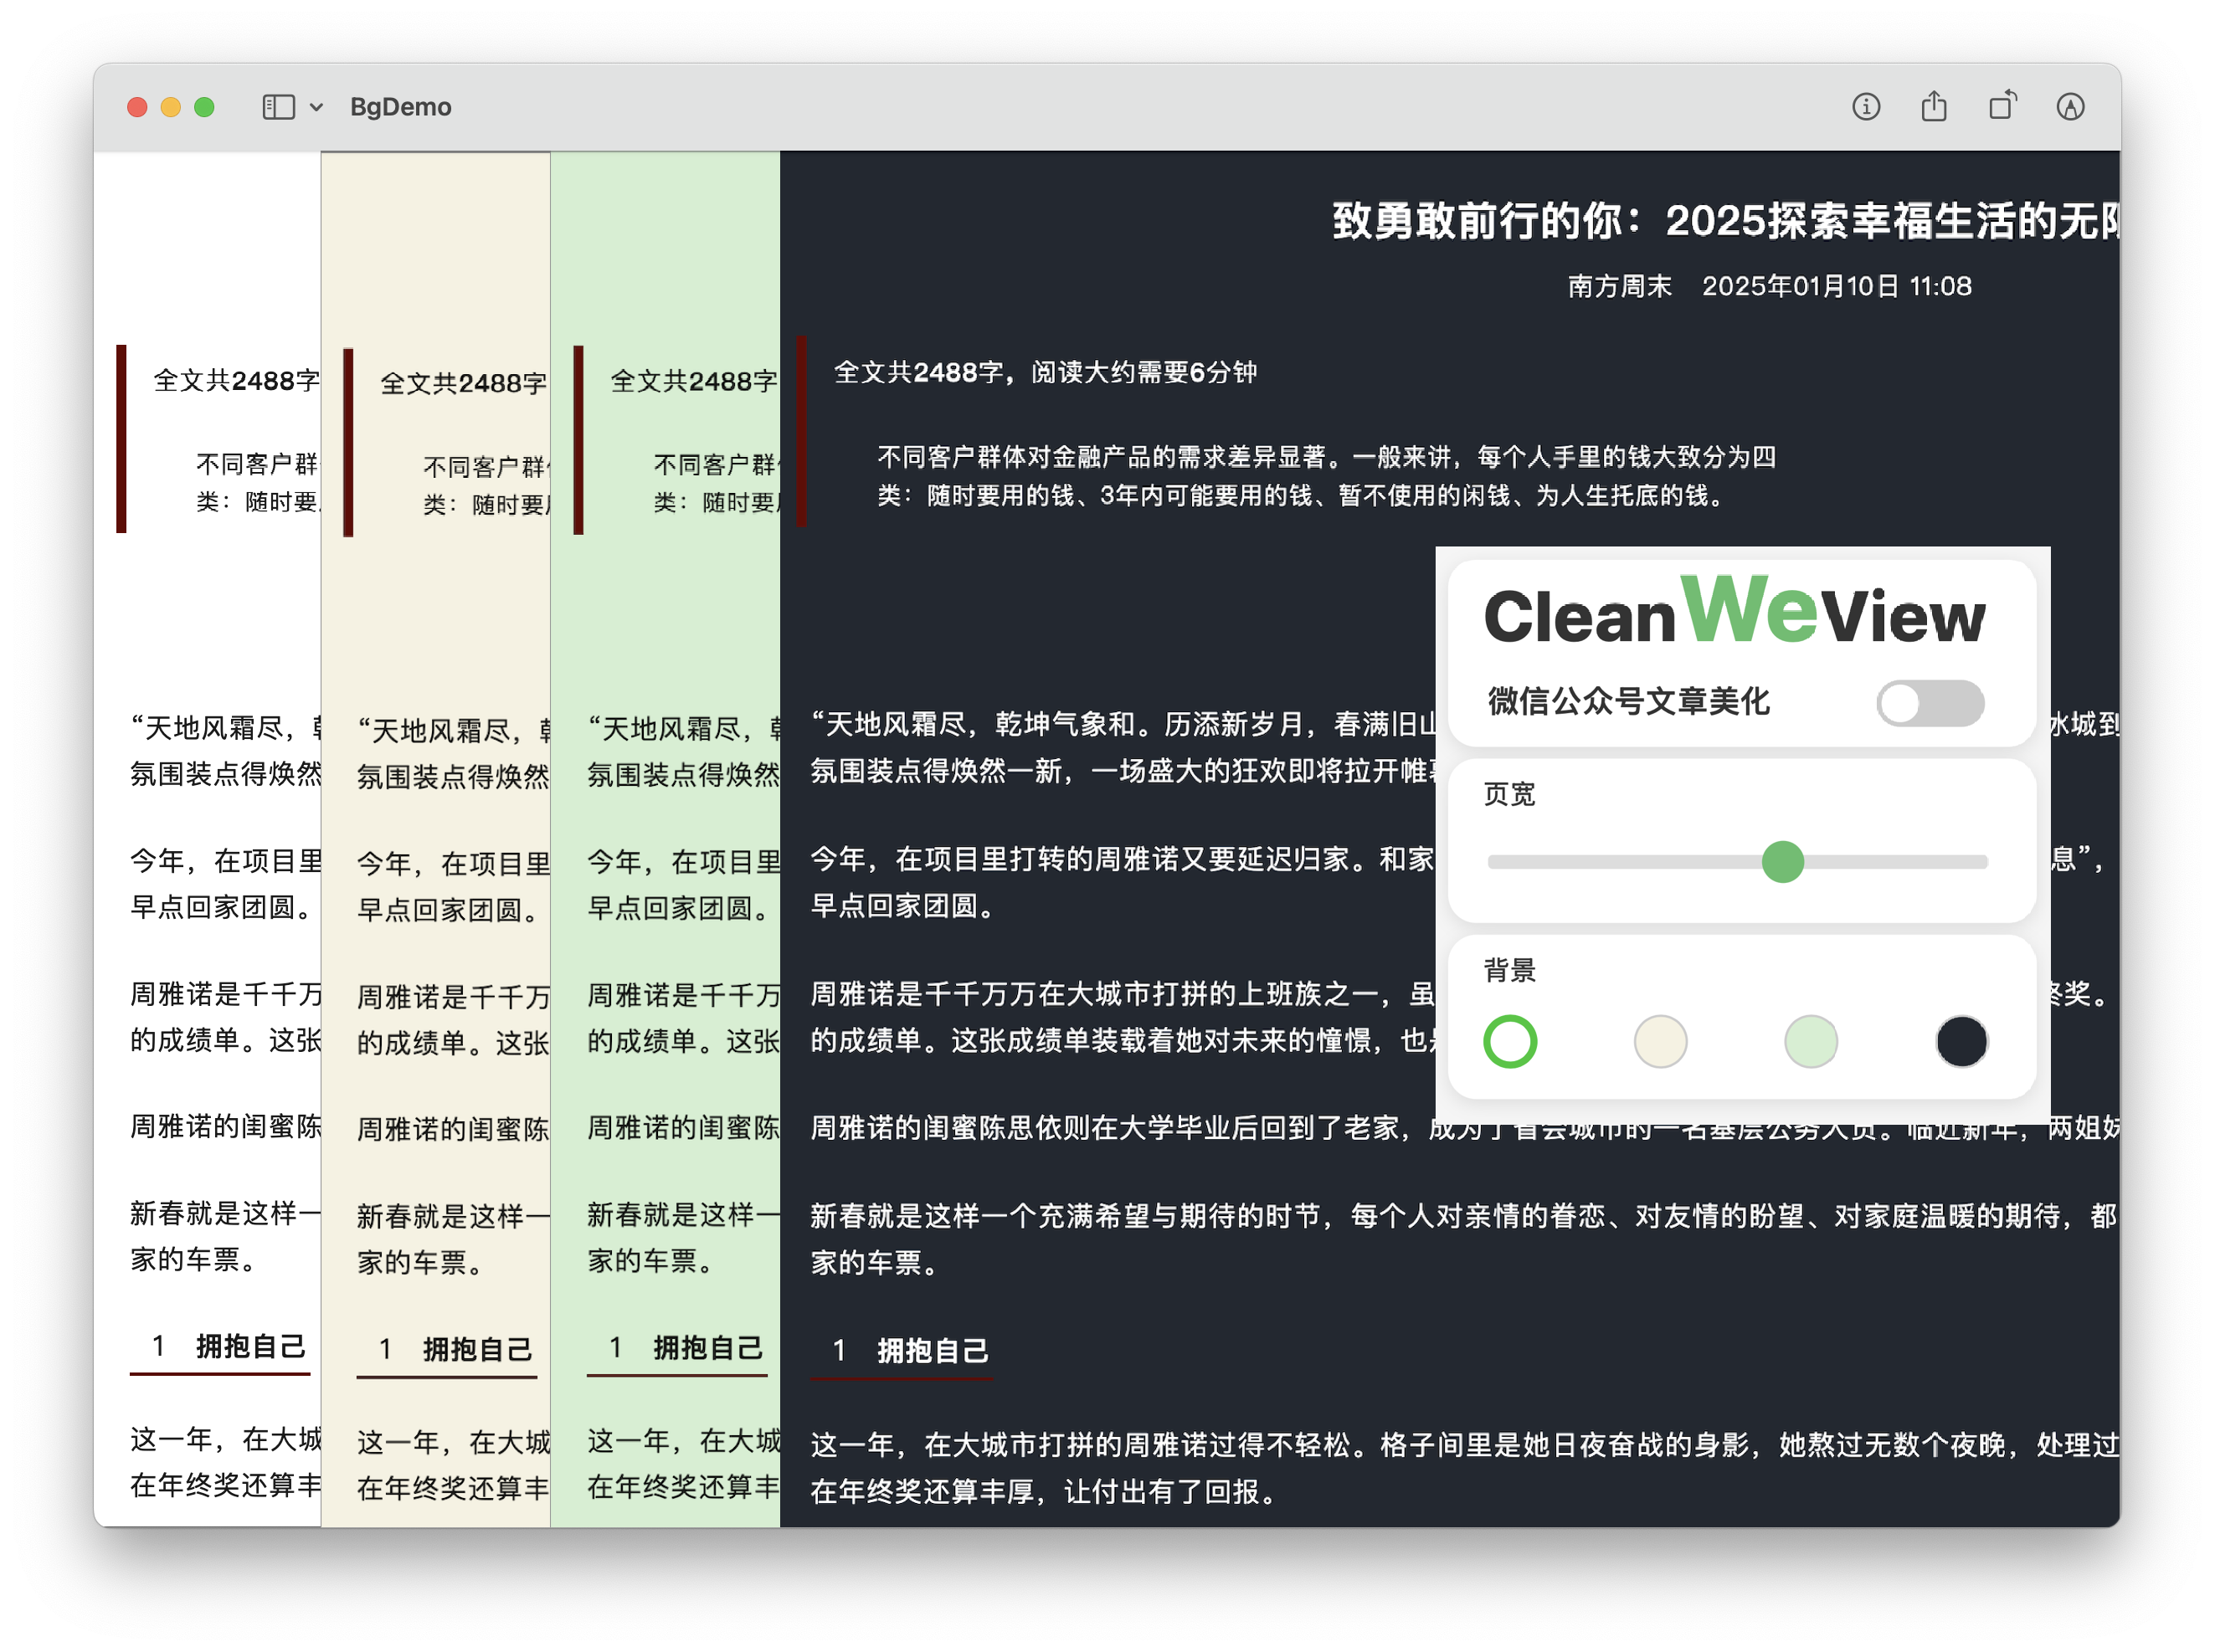 BgDemo
全文共2488字
不同客户群
类：随时要
“天地风霜尽，
氛围装点得焕然
今年，在项目里
早点回家团圆。
周雅诺是千千万
的成绩单。这张
周雅诺的闺蜜陈
新春就是这样一
家的车票。
1 拥抱自己
这一年，在大城
在年终奖还算丰
全文共2488字
不同客户群
类：随时要
“天地风霜尽，
氛围装点得焕然
今年，在项目里
早点回家团圆。
周雅诺是千千万
的成绩单。这张
周雅诺的闺蜜陈
新春就是这样一
家的车票。
1 拥抱自己
这一年，在大城
在年终奖还算丰
全文共2488字
不同客户群
类：随时要
“天地风霜尽，
氛围装点得焕然
今年，在项目里
早点回家团圆。
周雅诺是千千万
的成绩单。这张
周雅诺的闺蜜陈
新春就是这样一
家的车票。
1 拥抱自己
这一年，在大城
在年终奖还算丰
致勇敢前行的你：2025探索幸福生活的无
南方周末 2025年01月10日 11:08
全文共2488字，阅读大约需要6分钟
不同客户群体对金融产品的需求差异显著。一般来讲，每个人手里的钱大致分为四
类：随时要用的钱、3年内可能要用的钱、暂不使用的闲钱、为人生托底的钱。
“天地风霜尽，乾坤气象和。历添新岁月，春满旧山 冰城到
氛围装点得焕然一新，一场盛大的狂欢即将拉开帷
今年，在项目里打转的周雅诺又要延迟归家。和家 息”，
早点回家团圆。
周雅诺是千千万万在大城市打拼的上班族之一，虽 终奖。
的成绩单。这张成绩单装载着她对未来的憧憬，也
周雅诺的闺蜜陈思依则在大学毕业后回到了老家，成为了省会城市的一名基层公务人员。临近新年，两姐妹
新春就是这样一个充满希望与期待的时节，每个人对亲情的眷恋、对友情的盼望、对家庭温暖的期待，都
家的车票。
1 拥抱自己
这一年，在大城市打拼的周雅诺过得不轻松。格子间里是她日夜奋战的身影，她熬过无数个夜晚，处理过
在年终奖还算丰厚，让付出有了回报。
CleanWeView
微信公众号文章美化
页宽
背景